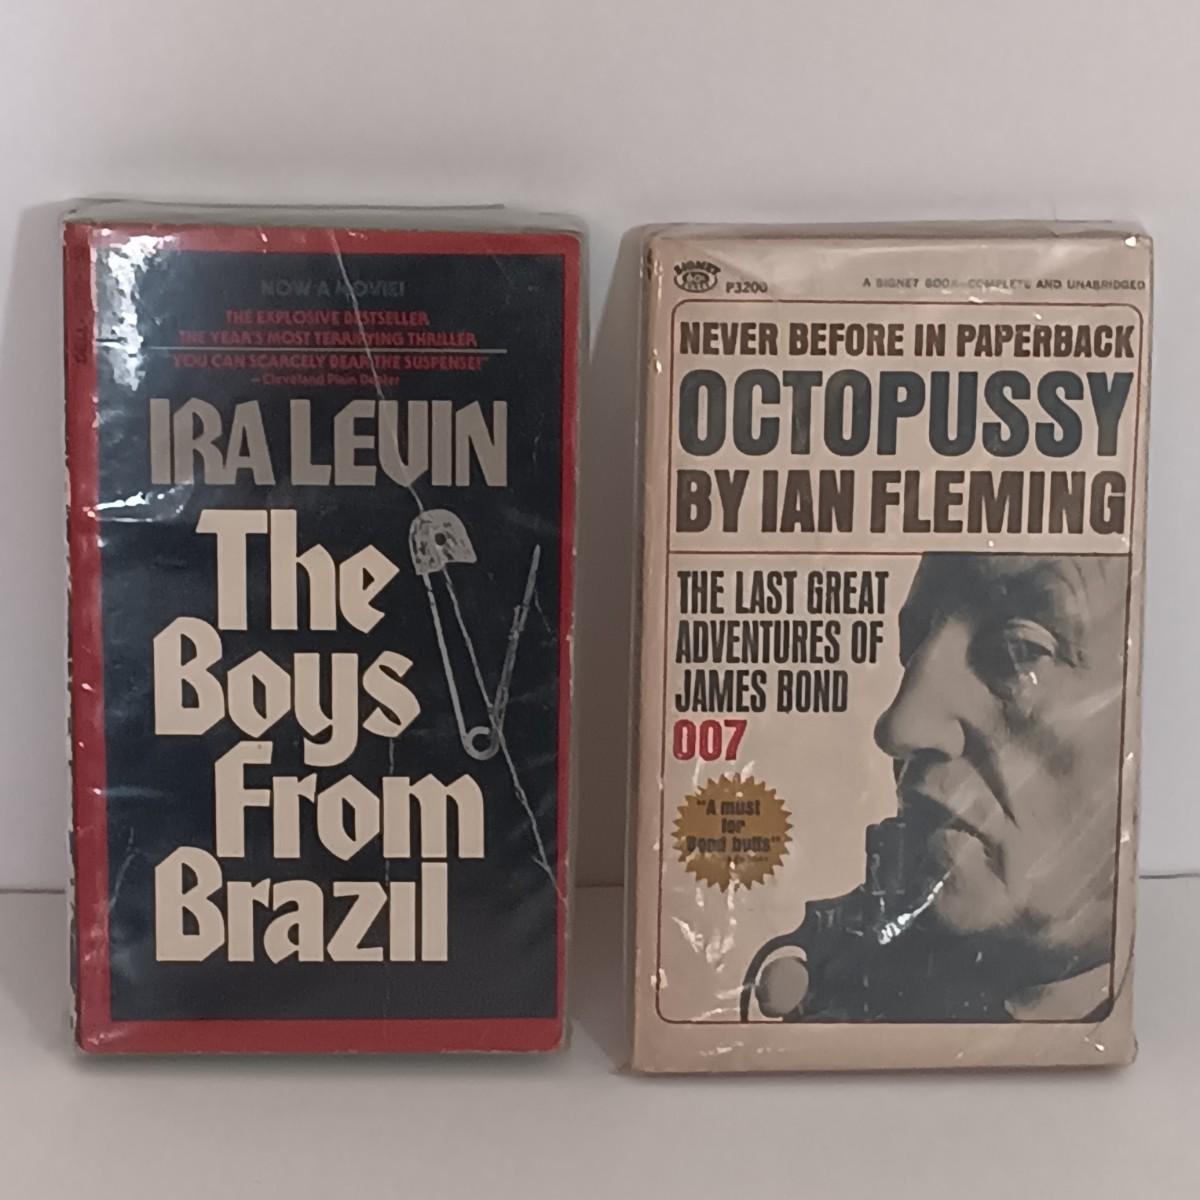 NOW A MOVIE!
THE EXPLOSIVE BESTSELLER
THE YEAR'S MOST TERRIFYING THRILLER
"YOU CAN SCARCELY BEAR THE SUSPENSE!"
—Cleveland Plain Dealer
IRA LEVIN
The
Boys
From
Brazil
SIGNET
P3200
A SIGNET BOOK COMPLETE AND UNABRIDGED
NEVER BEFORE IN PAPERBACK
OCTOPUSSY
BY IAN FLEMING
THE LAST GREAT
ADVENTURES OF
JAMES BOND
007
"A must
for
Bond buffs"